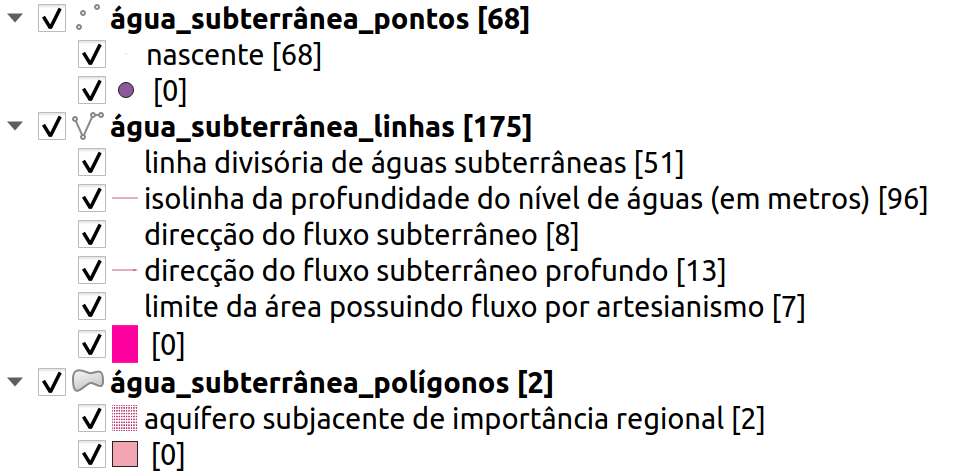 água_subterrânea_pontos [68]
nascente [68]
[0]
água_subterrânea_linhas [175]
linha divisória de águas subterrâneas [51]
isolinha da profundidade do nível de águas (em metros) [96]
direcção do fluxo subterrâneo [8]
direcção do fluxo subterrâneo profundo [13]
limite da área possuindo fluxo por artesianismo [7]
[0]
água_subterrânea_polígonos [2]
aquífero subjacente de importância regional [2]
[0]